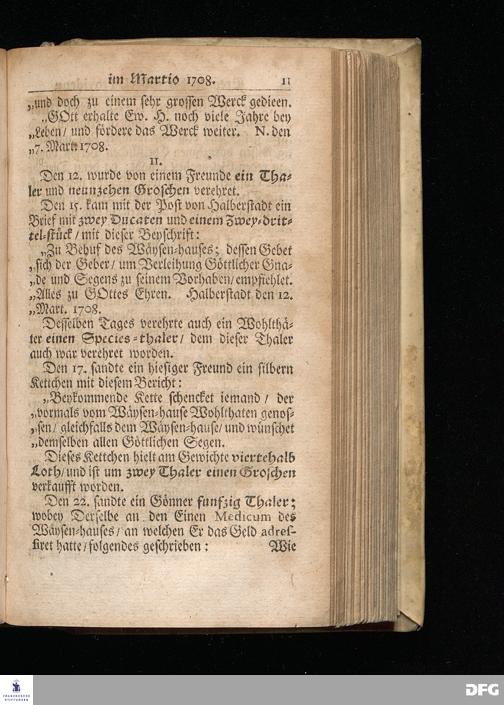 im Martio 1708. 11
„und doch zu einem sehr grossen Werck gedieen.
„GOtt erhalte Ew. H. noch viele Jahre bey
„Leben/ und fördere das Werck weiter. N. den
„7. Mart. 1708.
11.
Den 12. wurde von einem Freunde ein Tha-
ler und neunzehen Groschen verehret.
Den 15. kam mit der Post von Halberstadt ein
Brief mit zwey Ducaten und einem Zwey-drit-
tel-stück/ mit dieser Beyschrift:
„Zu Behuf des Wäysen-hauses; dessen Gebet
„sich der Geber/ um Verleihung Göttlicher Gna-
„de und Segens zu seinem Vorhaben/ empfiehlet.
„Alles zu GOttes Ehren. Halberstadt den 12.
„Mart. 1708.
Desselben Tages verehrte auch ein Wohlthä-
ter einen Species-thaler/ dem dieser Thaler
auch war verehret worden.
Den 17. sandte ein hiesiger Freund ein silbern
Kettchen mit diesem Bericht:
„Beykommende Kette schencket iemand/ der
„vormals vom Wäysen-hause Wohlthaten genos-
„sen/ gleichfalls dem Wäysen-hause/ und wünschet
„demselben allen Göttlichen Segen.
Dieses Kettchen hielt am Gewichte viertehalb
Loth/ und ist um zwey Thaler einen Groschen
verkaufft worden.
Den 22. sandte ein Gönner funfzig Thaler;
wobey Derselbe an den Einen Medicum des
Wäysen-hauses/ an welchen Er das Geld adres-
siret hatte/ folgendes geschrieben: Wie
FRANCKESCHE
STIFTUNGEN
DFG